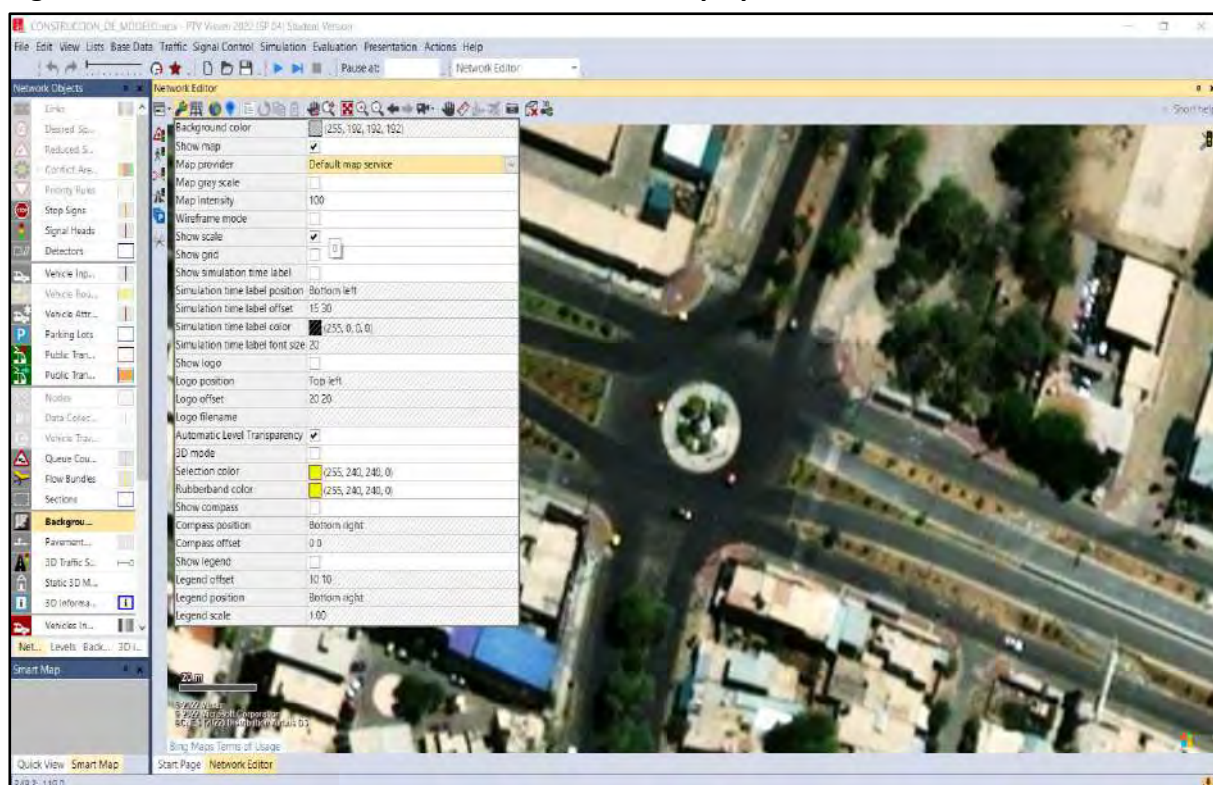 CONSTRUCCION_DE_MODELO.inpx - PTV Vissim 2022 (SP 04) Student Version
File Edit View Lists Base Data Traffic Signal Control Simulation Evaluation Presentation Actions Help
Pause at: Network Editor
Network Objects
Network Editor
Short help
Links
Desired Sp...
Reduced S...
Conflict Are...
Priority Rules
Stop Signs
Signal Heads
Detectors
Vehicle Inp...
Vehicle Rou...
Vehicle Attr...
Parking Lots
Public Tran...
Public Tran...
Nodes
Data Collec...
Vehicle Trav...
Queue Cou...
Flow Bundles
Sections
Backgrou...
Pavement...
3D Traffic S...
Static 3D M...
3D Informa...
Vehicles In...
Net... Levels Back... 3D I...
Background color (255, 192, 192, 192)
Show map
Map provider Default map service
Map gray scale
Map intensity 100
Wireframe mode
Show scale
Show grid
Show simulation time label
Simulation time label position Bottom left
Simulation time label offset 15 30
Simulation time label color (255, 0, 0, 0)
Simulation time label font size 20
Show logo
Logo position Top left
Logo offset 20 20
Logo filename
Automatic Level Transparency
3D mode
Selection color (255, 240, 240, 0)
Rubberband color (255, 240, 240, 0)
Show compass
Compass position Bottom right
Compass offset 0 0
Show legend
Legend offset 10 10
Legend position Bottom right
Legend scale 1.00
Smart Map
20 m
© 2022 Microsoft Corporation
Bing Maps Terms of Usage
Quick View Smart Map
Start Page Network Editor